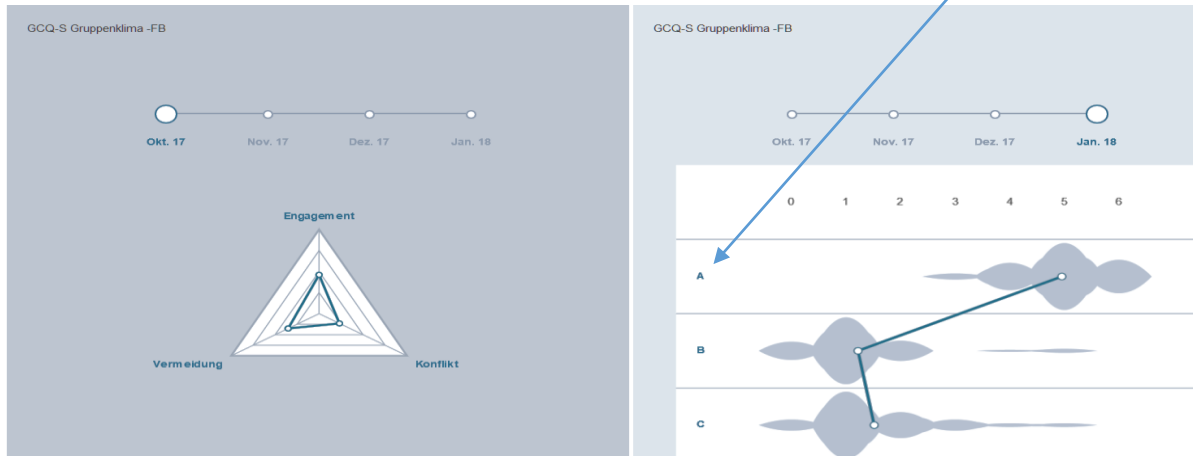 GCQ-S Gruppenklima -FB
Okt. 17 Nov. 17 Dez. 17 Jan. 18
Engagement
Vermeidung Konflikt
GCQ-S Gruppenklima -FB
Okt. 17 Nov. 17 Dez. 17 Jan. 18
0 1 2 3 4 5 6
A
B
C